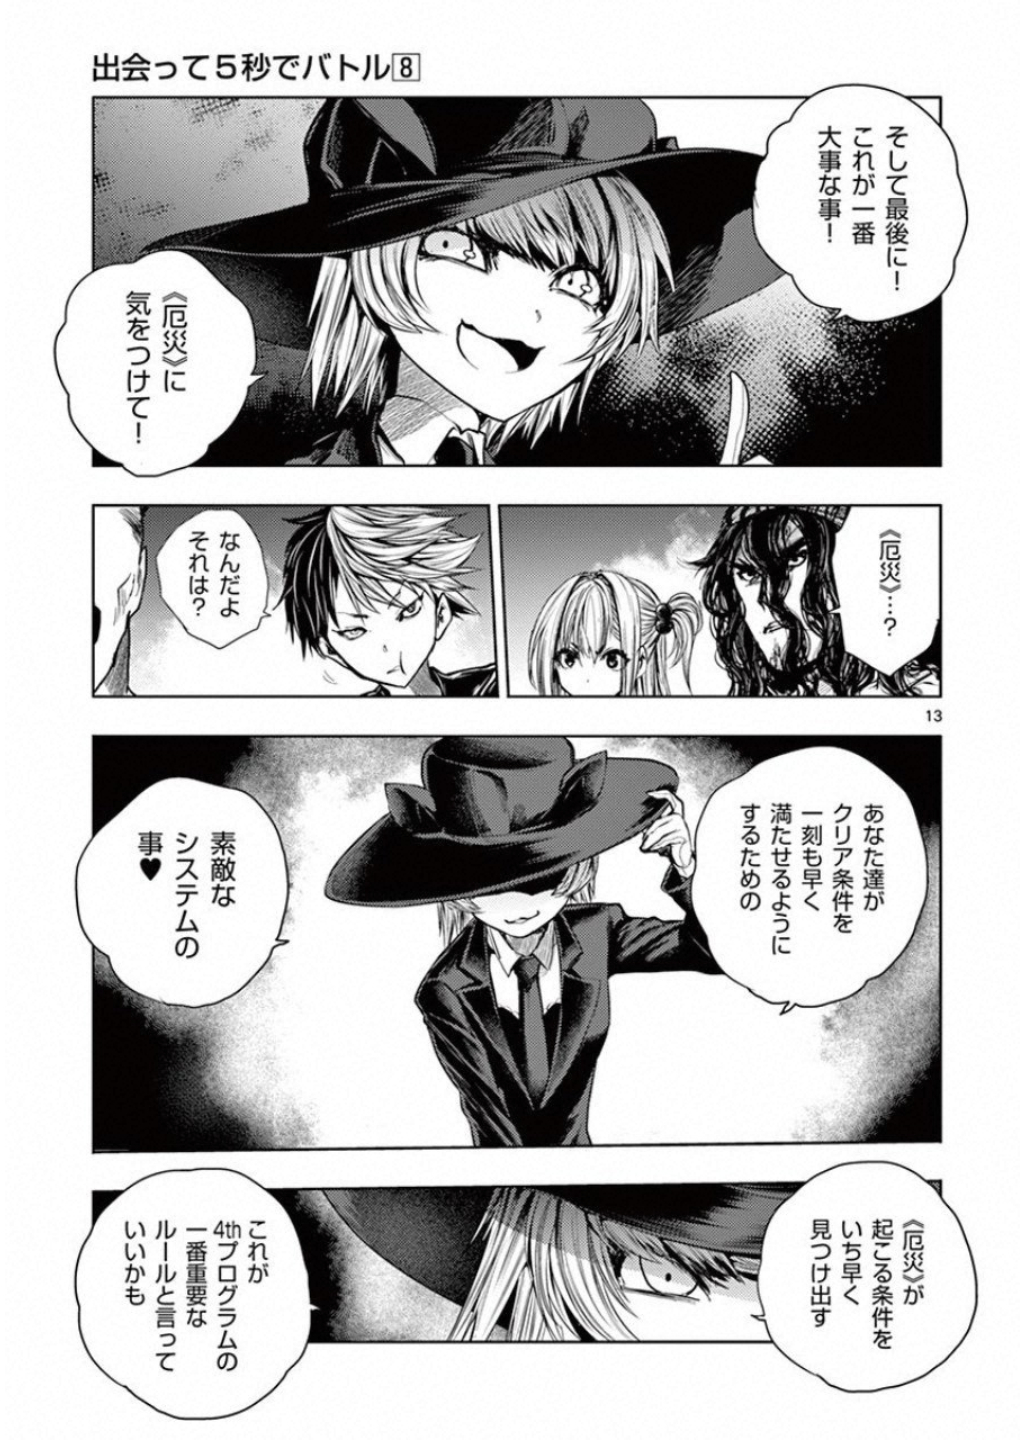 出会って５秒でバトル8
そして最後に！
これが一番
大事な事！
《厄災》に
気をつけて！
《厄災》…？
なんだよ
それは？
13
あなた達が
クリア条件を
一刻も早く
満たせるように
するための
素敵な
システムの
事♥
《厄災》が
起こる条件を
いち早く
見つけ出す
これが
4thプログラムの
一番重要な
ルールと言って
いいかも